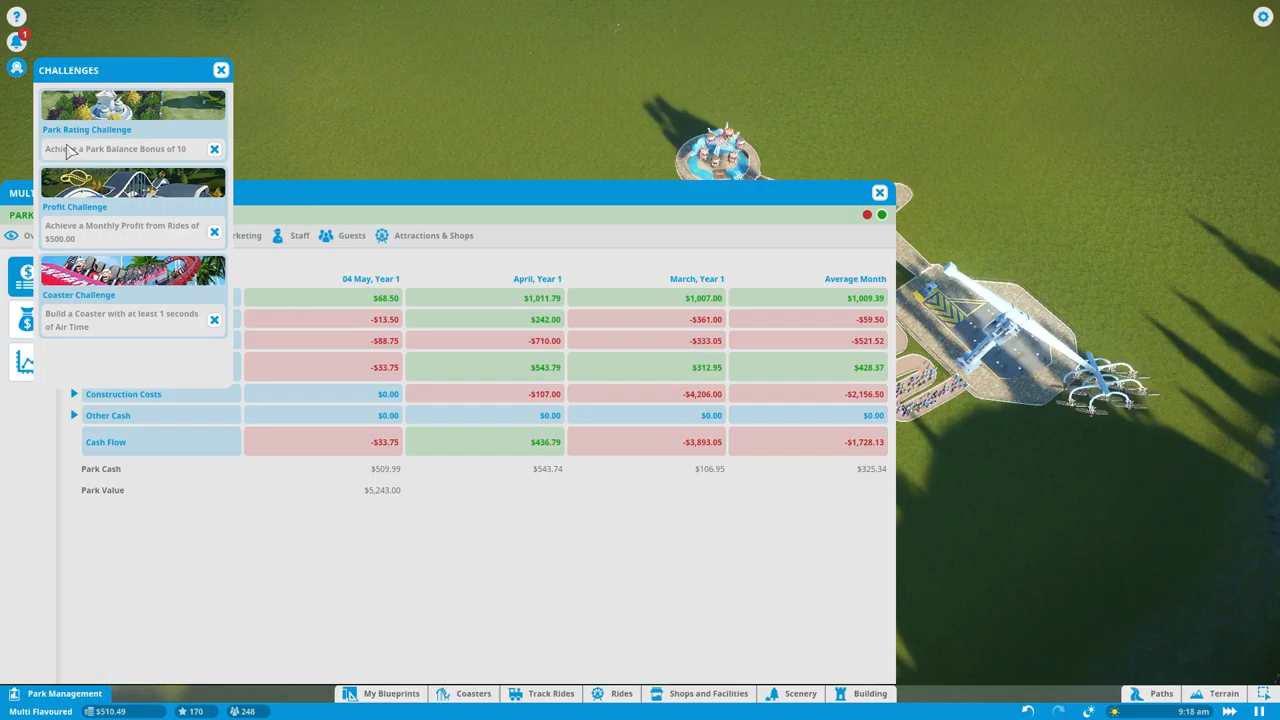 ?
1
CHALLENGES
Park Rating Challenge
Achieve a Park Balance Bonus of 10
Profit Challenge
Achieve a Monthly Profit from Rides of
$500.00
Coaster Challenge
Build a Coaster with at least 1 seconds
of Air Time
MULT
PARK
Ov
rketing Staff Guests Attractions & Shops
04 May, Year 1 April, Year 1 March, Year 1 Average Month
$68.50 $1,011.79 $1,007.00 $1,009.39
-$13.50 $242.00 -$361.00 -$59.50
-$88.75 -$710.00 -$333.05 -$521.52
-$33.75 $543.79 $312.95 $428.37
Construction Costs $0.00 -$107.00 -$4,206.00 -$2,156.50
Other Cash $0.00 $0.00 $0.00 $0.00
Cash Flow -$33.75 $436.79 -$3,893.05 -$1,728.13
Park Cash $509.99 $543.74 $106.95 $325.34
Park Value $5,243.00
Park Management My Blueprints Coasters Track Rides Rides Shops and Facilities Scenery Building Paths Terrain
Multi Flavoured $510.49 170 248 9:18 am